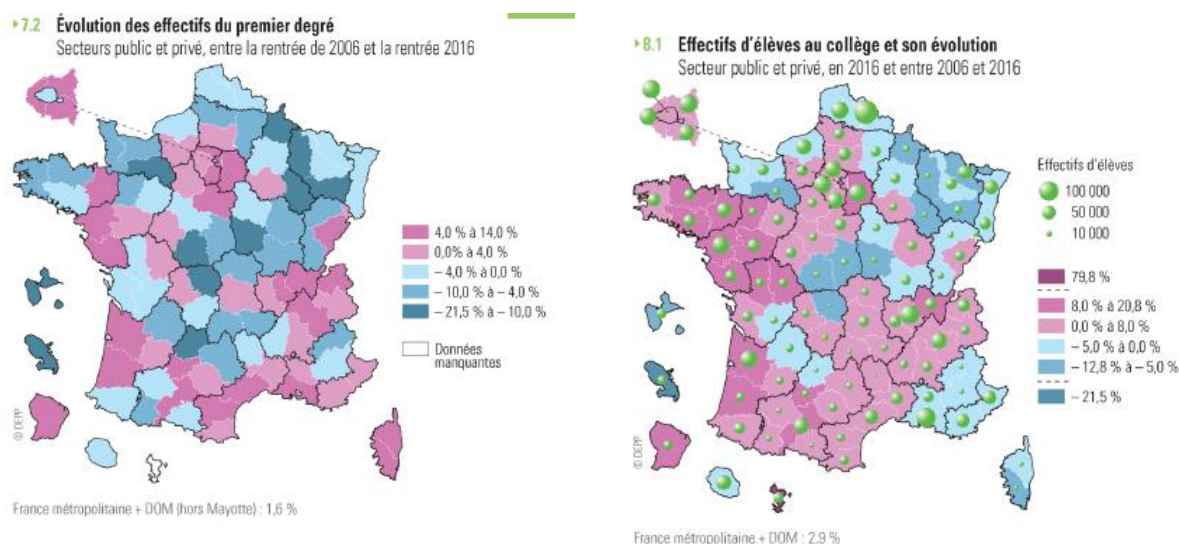 ▸7.2 Évolution des effectifs du premier degré
Secteurs public et privé, entre la rentrée de 2006 et la rentrée 2016
4,0 % à 14,0 %
0,0% à 4,0 %
– 4,0 % à 0,0 %
– 10,0 % à – 4,0 %
– 21,5 % à – 10,0 %
Données
manquantes
© DEPP
France métropolitaine + DOM (hors Mayotte) : 1,6 %
▸8.1 Effectifs d'élèves au collège et son évolution
Secteur public et privé, en 2016 et entre 2006 et 2016
Effectifs d'élèves
100 000
50 000
10 000
79,8 %
8,0 % à 20,8 %
0,0 % à 8,0 %
– 5,0 % à 0,0 %
– 12,8 % à – 5,0 %
– 21,5 %
© DEPP
France métropolitaine + DOM : 2,9 %